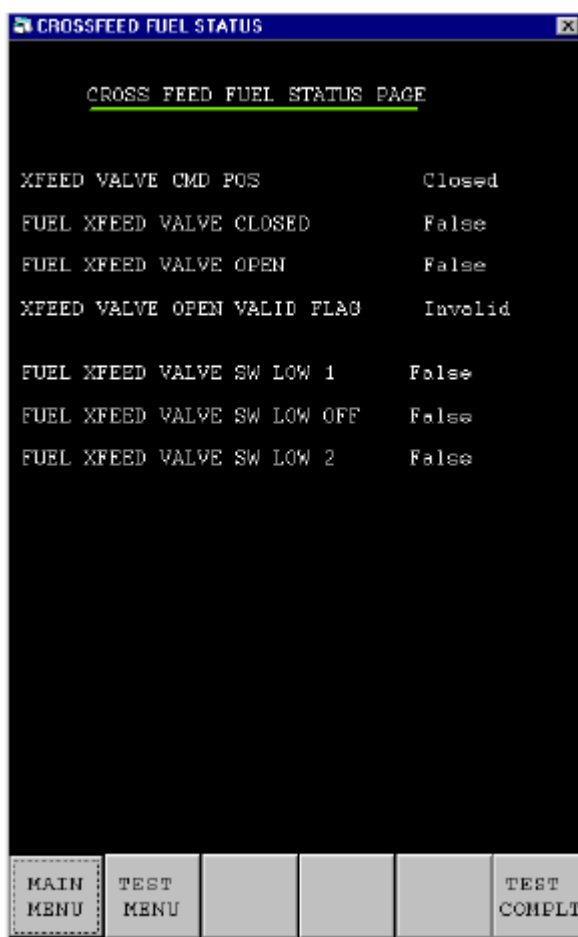 CROSSFEED FUEL STATUS
CROSS FEED FUEL STATUS PAGE
XFEED VALVE CMD POS Closed
FUEL XFEED VALVE CLOSED False
FUEL XFEED VALVE OPEN False
XFEED VALVE OPEN VALID FLAG Invalid
FUEL XFEED VALVE SW LOW 1 False
FUEL XFEED VALVE SW LOW OFF False
FUEL XFEED VALVE SW LOW 2 False
MAIN MENU
TEST MENU
TEST COMPLT